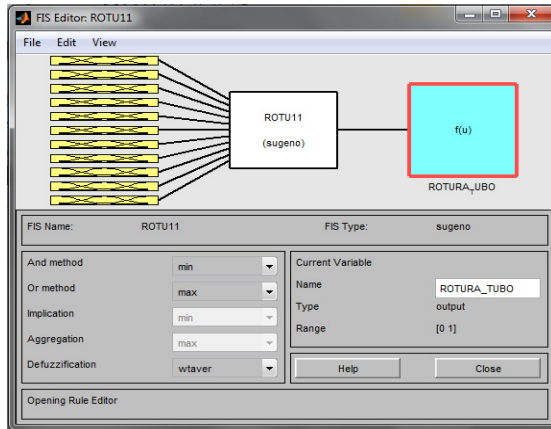 FIS Editor: ROTU11
File Edit View
ROTU11
(sugeno)
f(u)
ROTURA_TUBO
FIS Name: ROTU11 FIS Type: sugeno
And method min
Or method max
Implication min
Aggregation max
Defuzzification wtaver
Current Variable
Name ROTURA_TUBO
Type output
Range [0 1]
Help Close
Opening Rule Editor